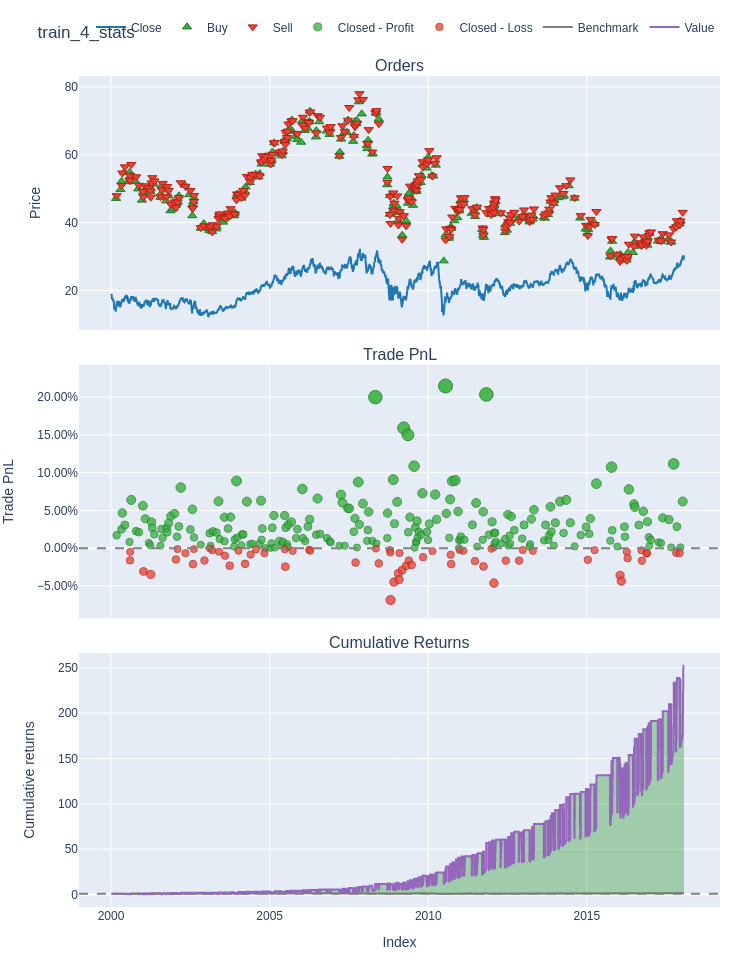 train_4_stats
Close Buy Sell Closed - Profit Closed - Loss Benchmark Value
Orders
Price
80
60
40
20
Trade PnL
Trade PnL
20.00%
15.00%
10.00%
5.00%
0.00%
−5.00%
Cumulative Returns
Cumulative returns
250
200
150
100
50
0
2000 2005 2010 2015
Index